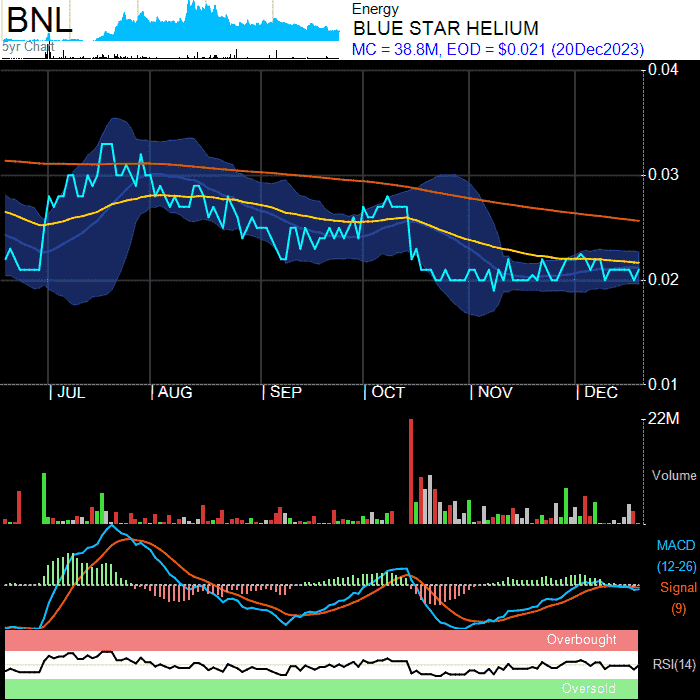 BNL
5yr Chart
Energy
BLUE STAR HELIUM
MC = 38.8M, EOD = $0.021 (20Dec2023)
0.04
0.03
0.02
0.01
JUL AUG SEP OCT NOV DEC
22M
Volume
MACD
(12-26)
Signal
(9)
Overbought
RSI(14)
Oversold